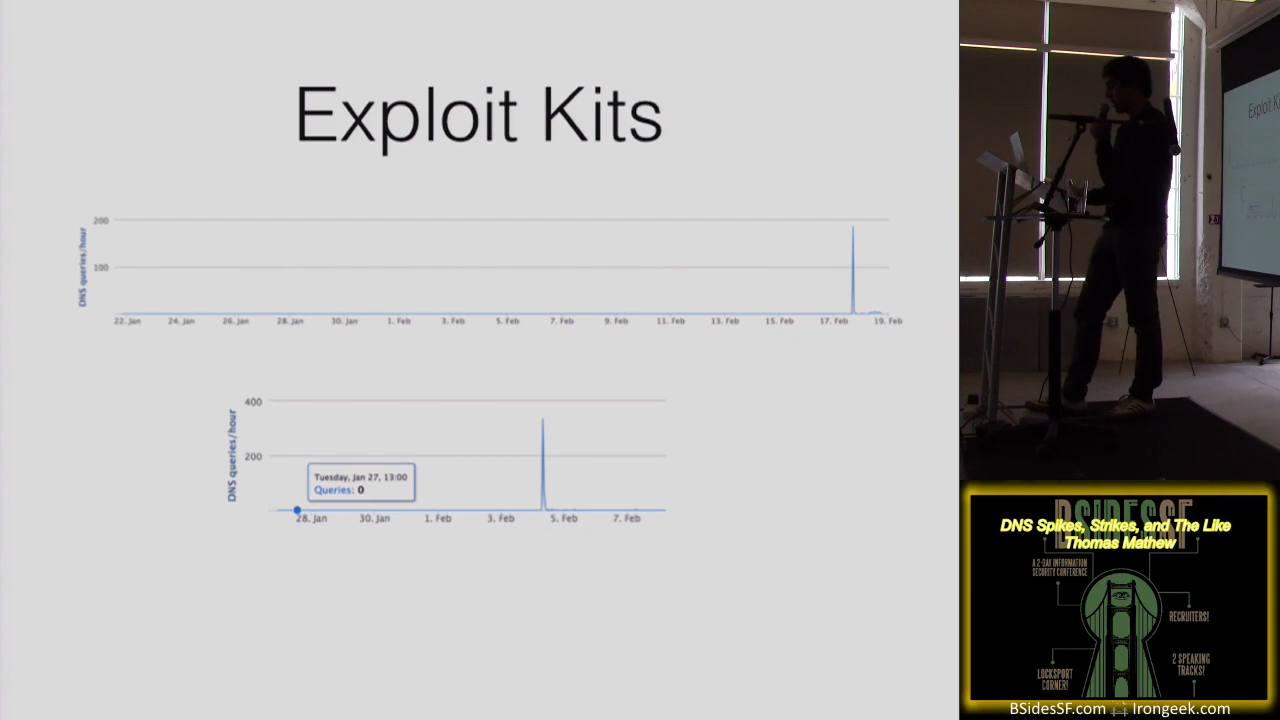 Exploit Kits
200
100
DNS queries/hour
22. Jan 24. Jan 26. Jan 28. Jan 30. Jan 1. Feb 3. Feb 5. Feb 7. Feb 9. Feb 11. Feb 13. Feb 15. Feb 17. Feb 19. Feb
400
200
DNS queries/hour
Tuesday, Jan 27, 13:00
Queries: 0
28. Jan 30. Jan 1. Feb 3. Feb 5. Feb 7. Feb
Exploit K
BSIDESSF
DNS Spikes, Strikes, and The Like
Thomas Mathew
A 2-DAY INFORMATION
SECURITY CONFERENCE
RECRUITERS!
LOCKSPORT
CORNER!
2 SPEAKING
TRACKS!
BSidesSF.com Irongeek.com